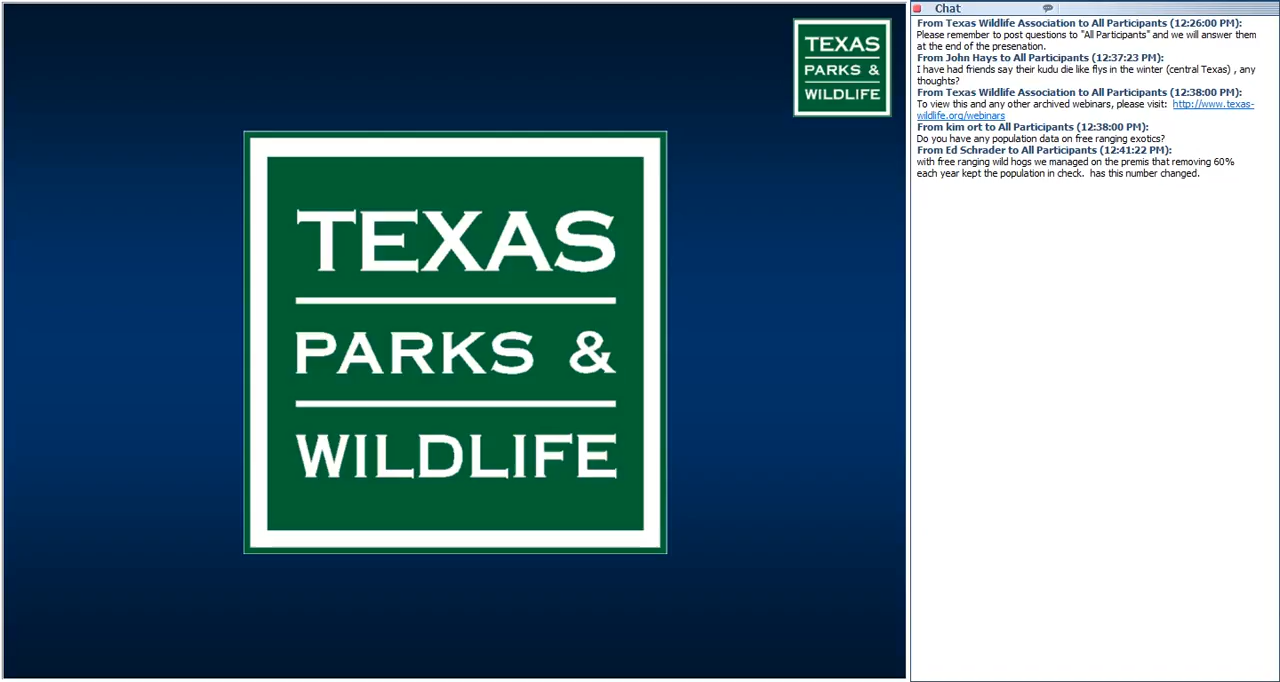 TEXAS
PARKS &
WILDLIFE
TEXAS
PARKS &
WILDLIFE
Chat
From Texas Wildlife Association to All Participants (12:26:00 PM):
Please remember to post questions to "All Participants" and we will answer them
at the end of the presenation.
From John Hays to All Participants (12:37:23 PM):
I have had friends say their kudu die like flys in the winter (central Texas) , any
thoughts?
From Texas Wildlife Association to All Participants (12:38:00 PM):
To view this and any other archived webinars, please visit: http://www.texas-
wildlife.org/webinars
From kim ort to All Participants (12:38:00 PM):
Do you have any population data on free ranging exotics?
From Ed Schrader to All Participants (12:41:22 PM):
with free ranging wild hogs we managed on the premis that removing 60%
each year kept the population in check. has this number changed.